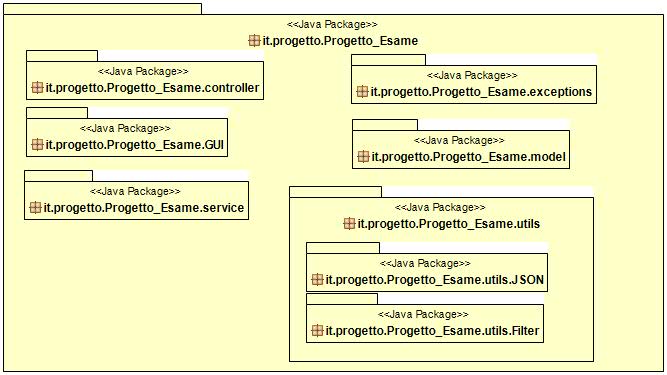 <<Java Package>>
it.progetto.Progetto_Esame
<<Java Package>>
it.progetto.Progetto_Esame.controller
<<Java Package>>
it.progetto.Progetto_Esame.exceptions
<<Java Package>>
it.progetto.Progetto_Esame.GUI
<<Java Package>>
it.progetto.Progetto_Esame.model
<<Java Package>>
it.progetto.Progetto_Esame.service
<<Java Package>>
it.progetto.Progetto_Esame.utils
<<Java Package>>
it.progetto.Progetto_Esame.utils.JSON
<<Java Package>>
it.progetto.Progetto_Esame.utils.Filter